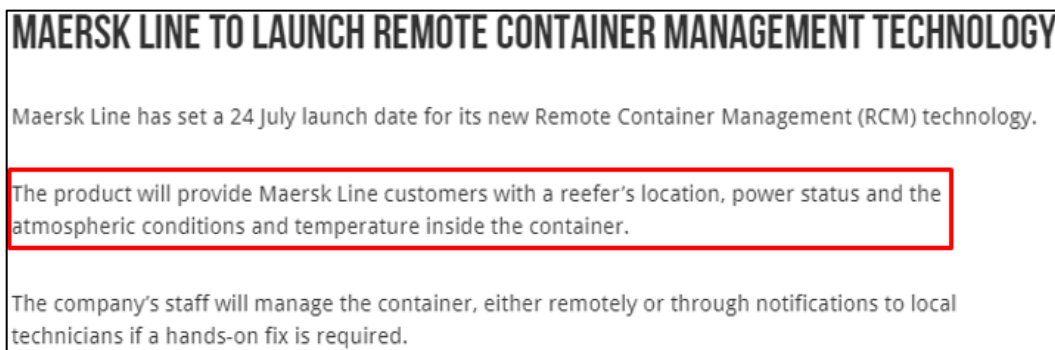 MAERSK LINE TO LAUNCH REMOTE CONTAINER MANAGEMENT TECHNOLOGY
Maersk Line has set a 24 July launch date for its new Remote Container Management (RCM) technology.
The product will provide Maersk Line customers with a reefer’s location, power status and the
atmospheric conditions and temperature inside the container.
The company’s staff will manage the container, either remotely or through notifications to local
technicians if a hands-on fix is required.